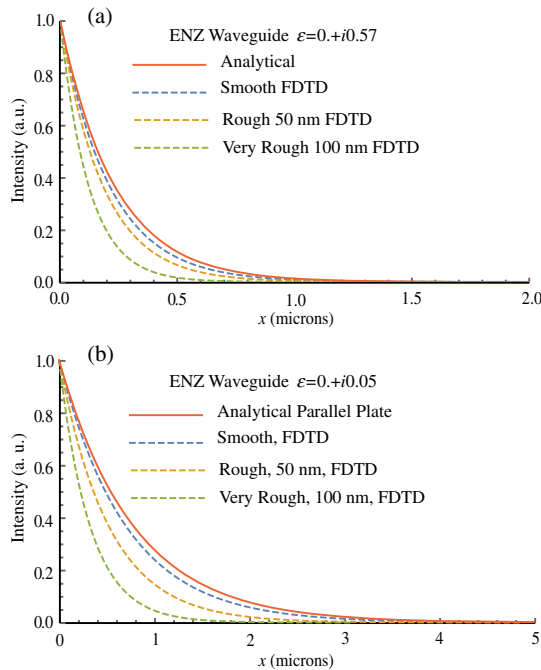 (a)
ENZ Waveguide ε=0.+i0.57
Analytical
Smooth FDTD
Rough 50 nm FDTD
Very Rough 100 nm FDTD
Intensity (a.u.)
1.0
0.8
0.6
0.4
0.2
0.0
0.0 0.5 1.0 1.5 2.0
x (microns)
(b)
ENZ Waveguide ε=0.+i0.05
Analytical Parallel Plate
Smooth, FDTD
Rough, 50 nm, FDTD
Very Rough, 100 nm, FDTD
Intensity (a. u.)
1.0
0.8
0.6
0.4
0.2
0.0
0 1 2 3 4 5
x (microns)